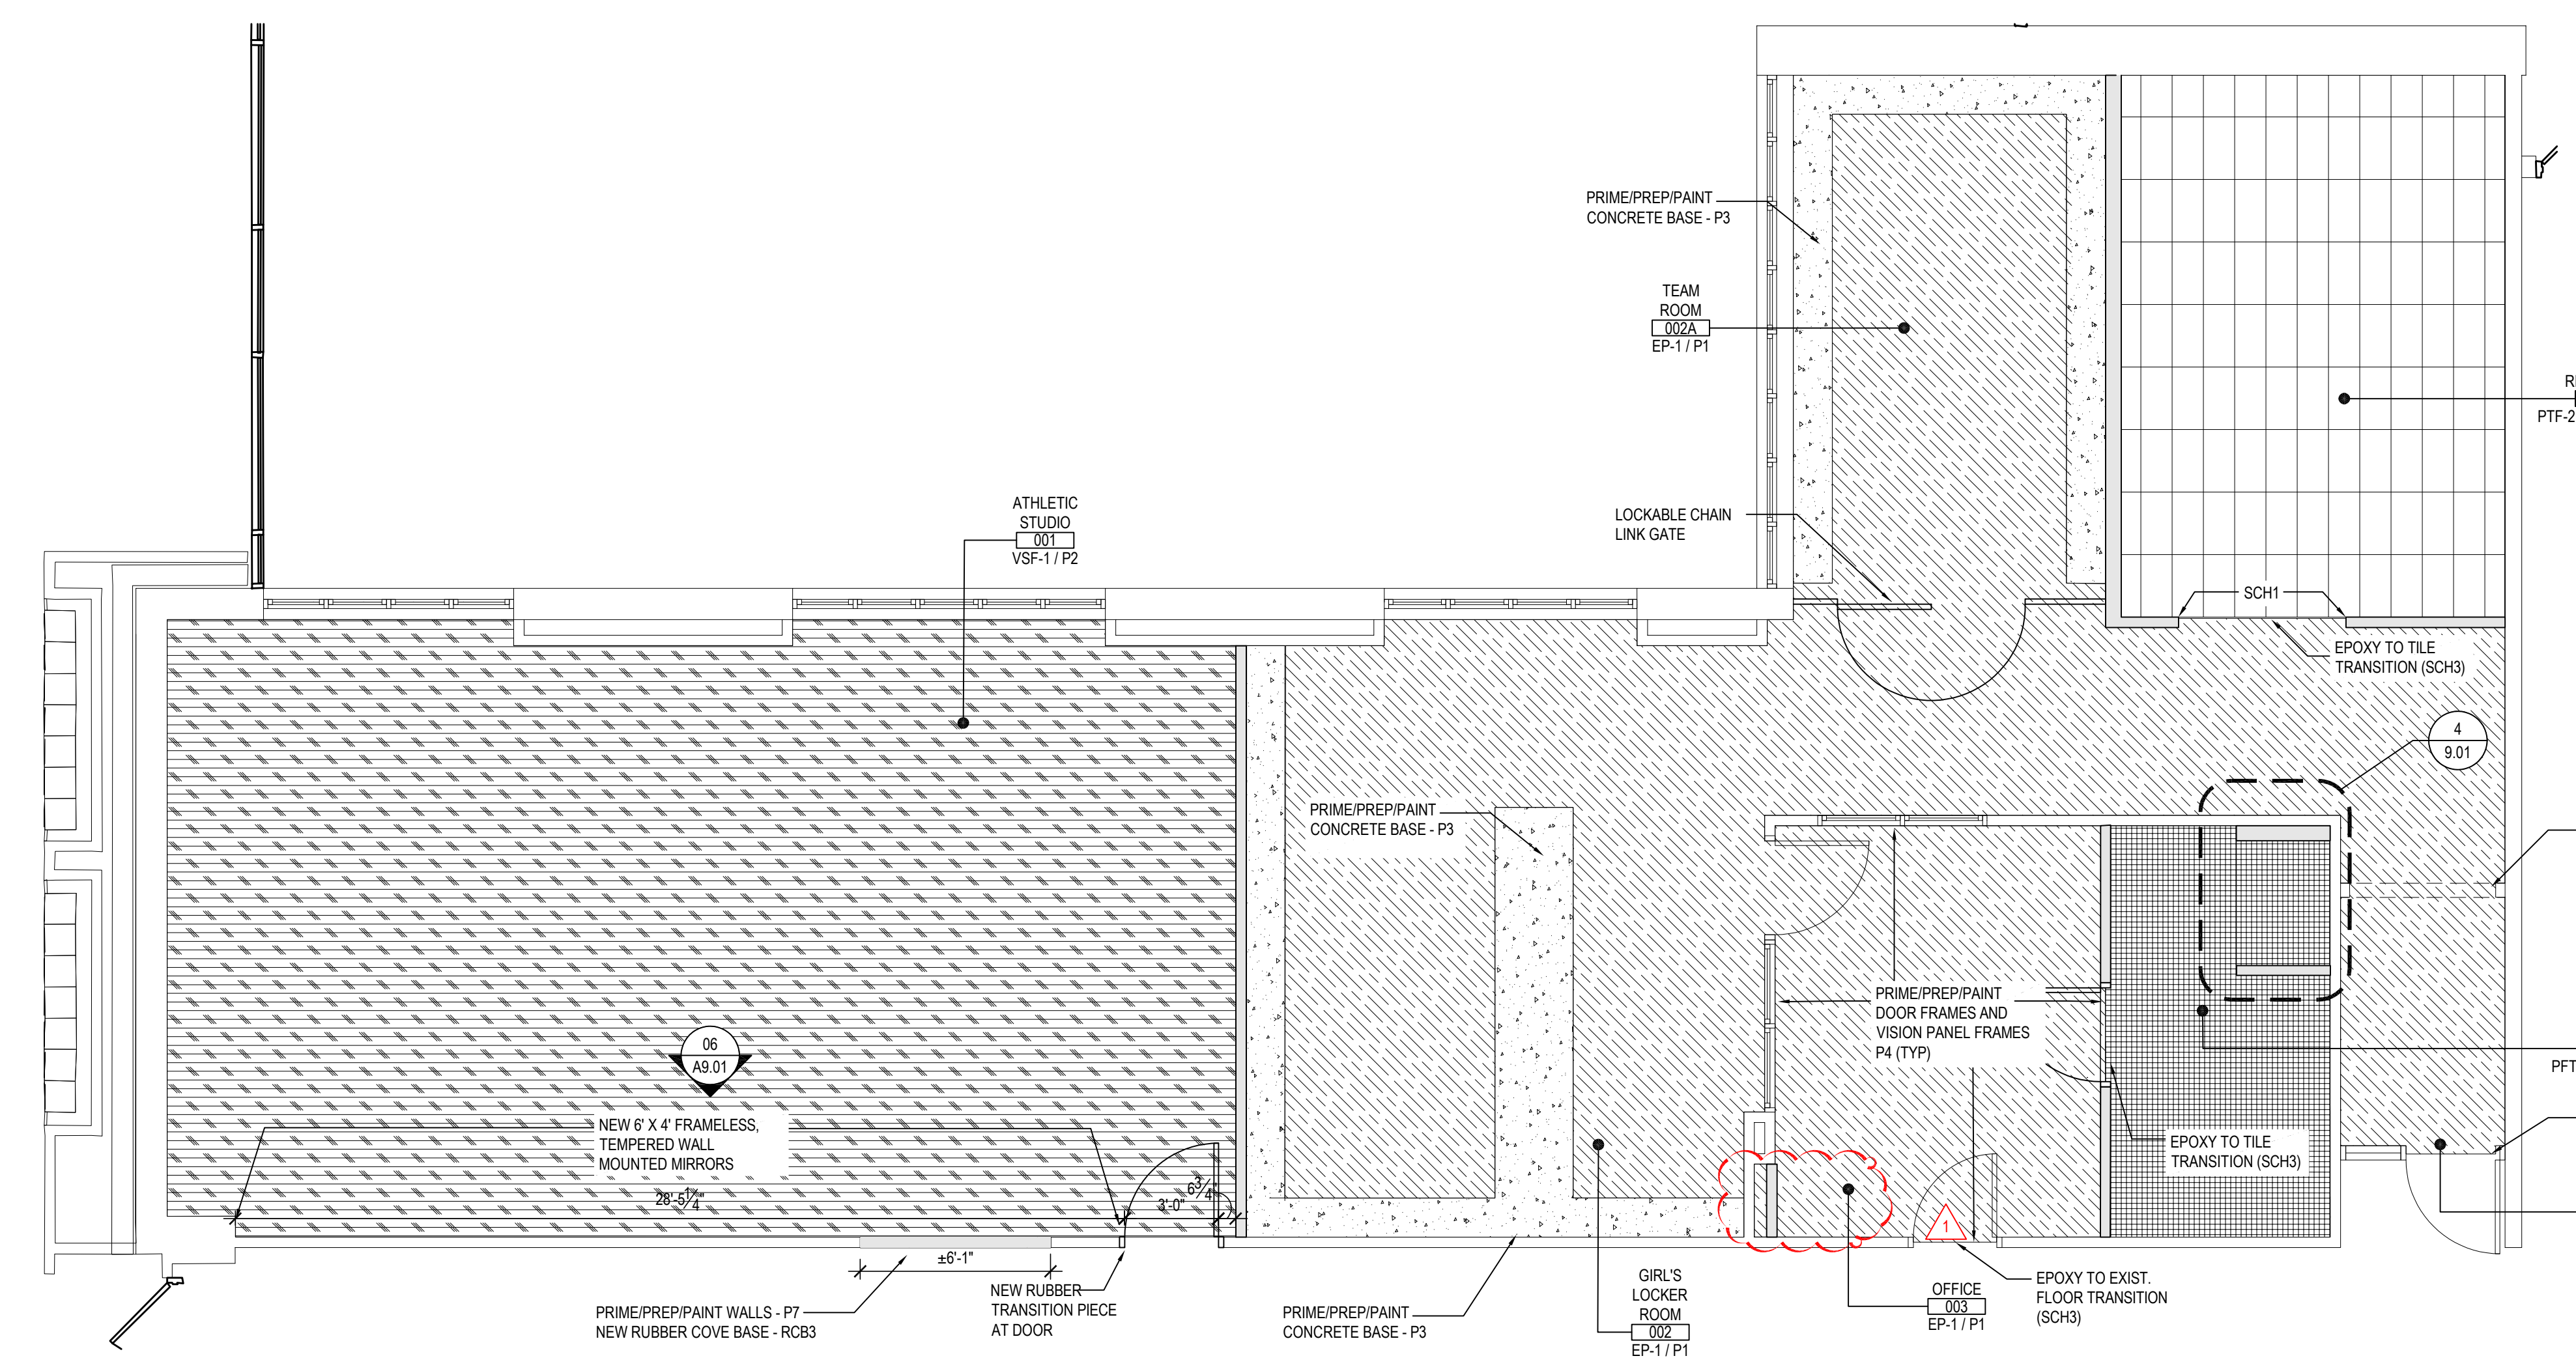 PRIME/PREP/PAINT
CONCRETE BASE - P3
TEAM
ROOM
002A
EP-1 / P1
PTF-2
ATHLETIC
STUDIO
001
VSF-1 / P2
LOCKABLE CHAIN
LINK GATE
SCH1
EPOXY TO TILE
TRANSITION (SCH3)
4
9.01
PRIME/PREP/PAINT
CONCRETE BASE - P3
PRIME/PREP/PAINT
DOOR FRAMES AND
VISION PANEL FRAMES
P4 (TYP)
06
A9.01
PFT
NEW 6' X 4' FRAMELESS,
TEMPERED WALL
MOUNTED MIRRORS
28'-5 1/4"
3'-0"
6 3/4"
EPOXY TO TILE
TRANSITION (SCH3)
1
±6'-1"
PRIME/PREP/PAINT WALLS - P7
NEW RUBBER COVE BASE - RCB3
NEW RUBBER
TRANSITION PIECE
AT DOOR
PRIME/PREP/PAINT
CONCRETE BASE - P3
GIRL'S
LOCKER
ROOM
002
EP-1 / P1
OFFICE
003
EP-1 / P1
EPOXY TO EXIST.
FLOOR TRANSITION
(SCH3)